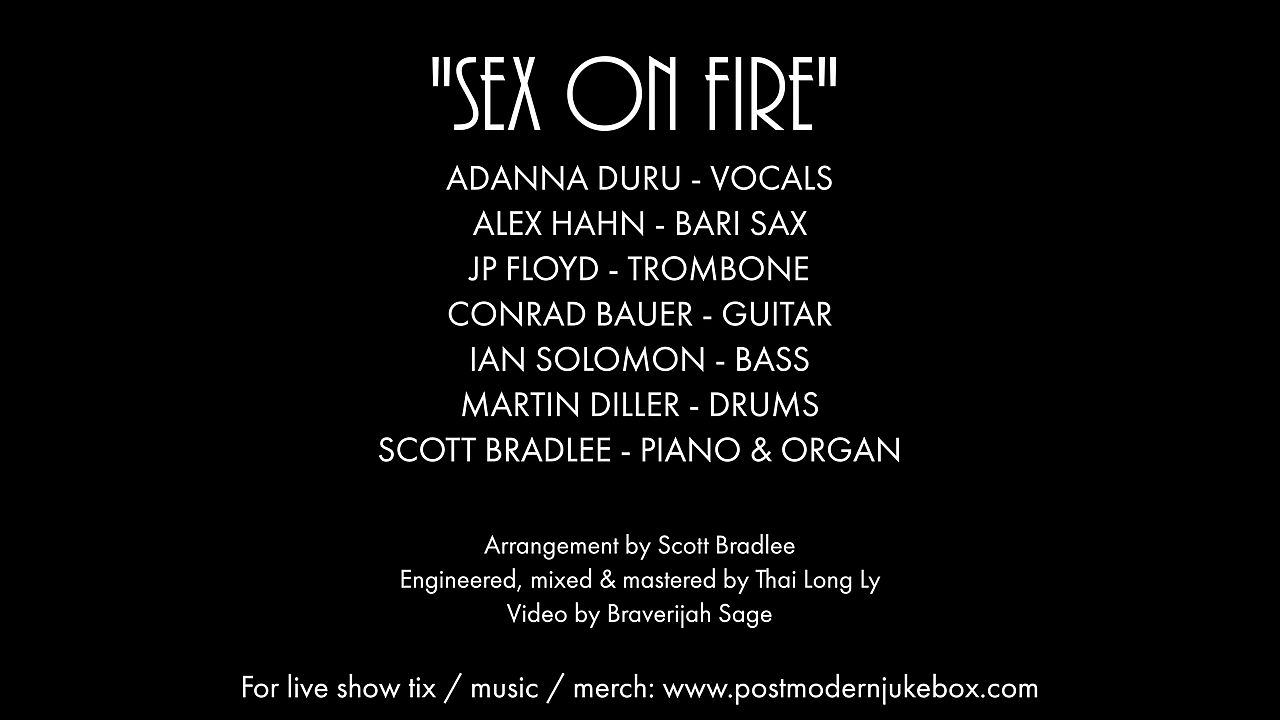 "SEX ON FIRE"
ADANNA DURU - VOCALS
ALEX HAHN - BARI SAX
JP FLOYD - TROMBONE
CONRAD BAUER - GUITAR
IAN SOLOMON - BASS
MARTIN DILLER - DRUMS
SCOTT BRADLEE - PIANO & ORGAN
Arrangement by Scott Bradlee
Engineered, mixed & mastered by Thai Long Ly
Video by Braverijah Sage
For live show tix / music / merch: www.postmodernjukebox.com